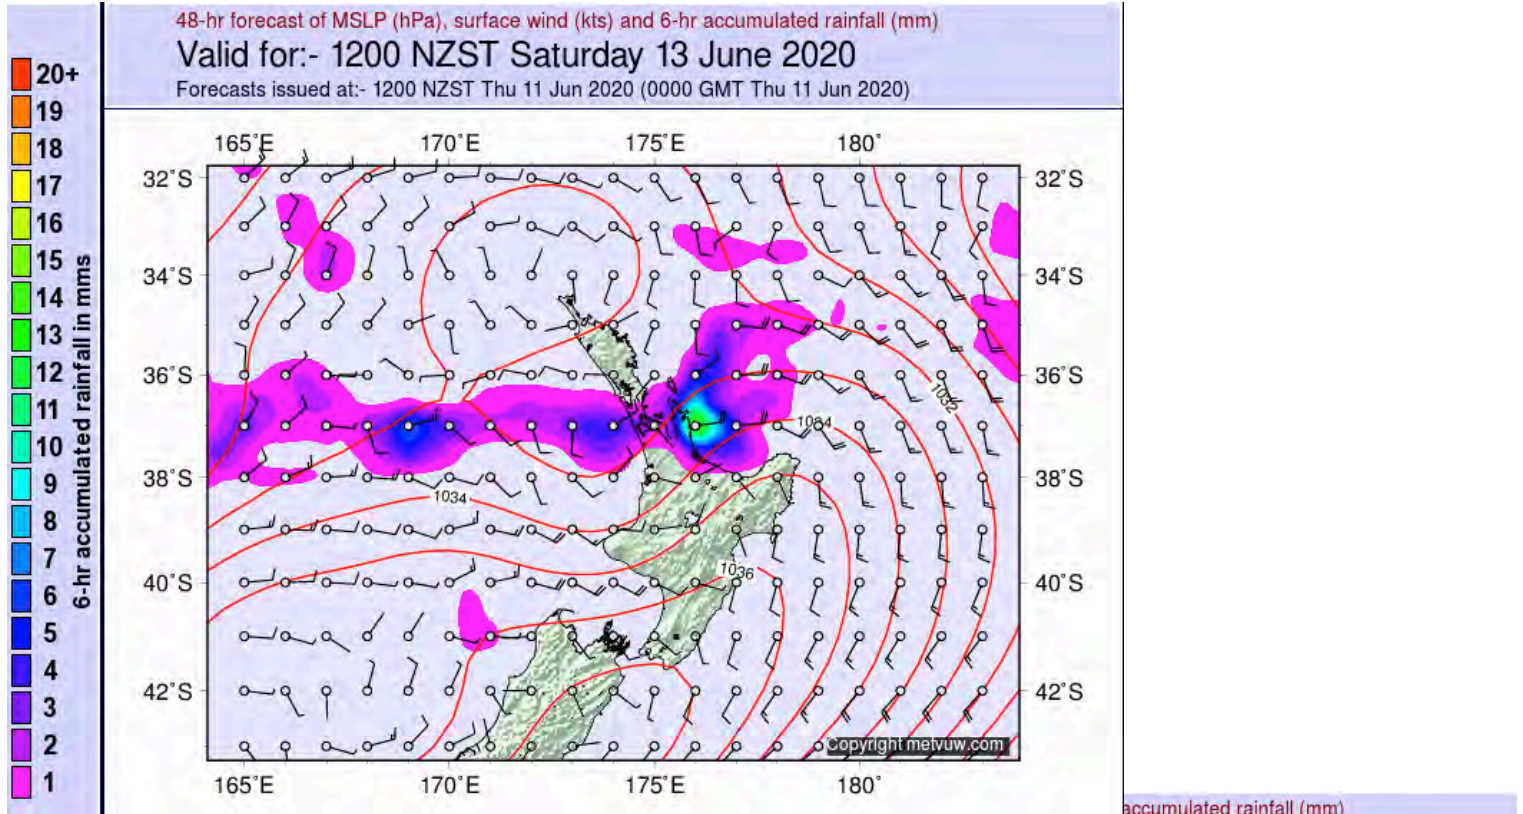 48-hr forecast of MSLP (hPa), surface wind (kts) and 6-hr accumulated rainfall (mm)
Valid for:- 1200 NZST Saturday 13 June 2020
Forecasts issued at:- 1200 NZST Thu 11 Jun 2020 (0000 GMT Thu 11 Jun 2020)
20+
19
18
17
16
15
14
13
12
11
10
9
8
7
6
5
4
3
2
1
6-hr accumulated rainfall in mms
165°E 170°E 175°E 180°
32°S 32°S
34°S 34°S
36°S 36°S
1032
1034
38°S 38°S
1034
1036
40°S 40°S
42°S 42°S
Copyright metvuw.com
165°E 170°E 175°E 180°
accumulated rainfall (mm)